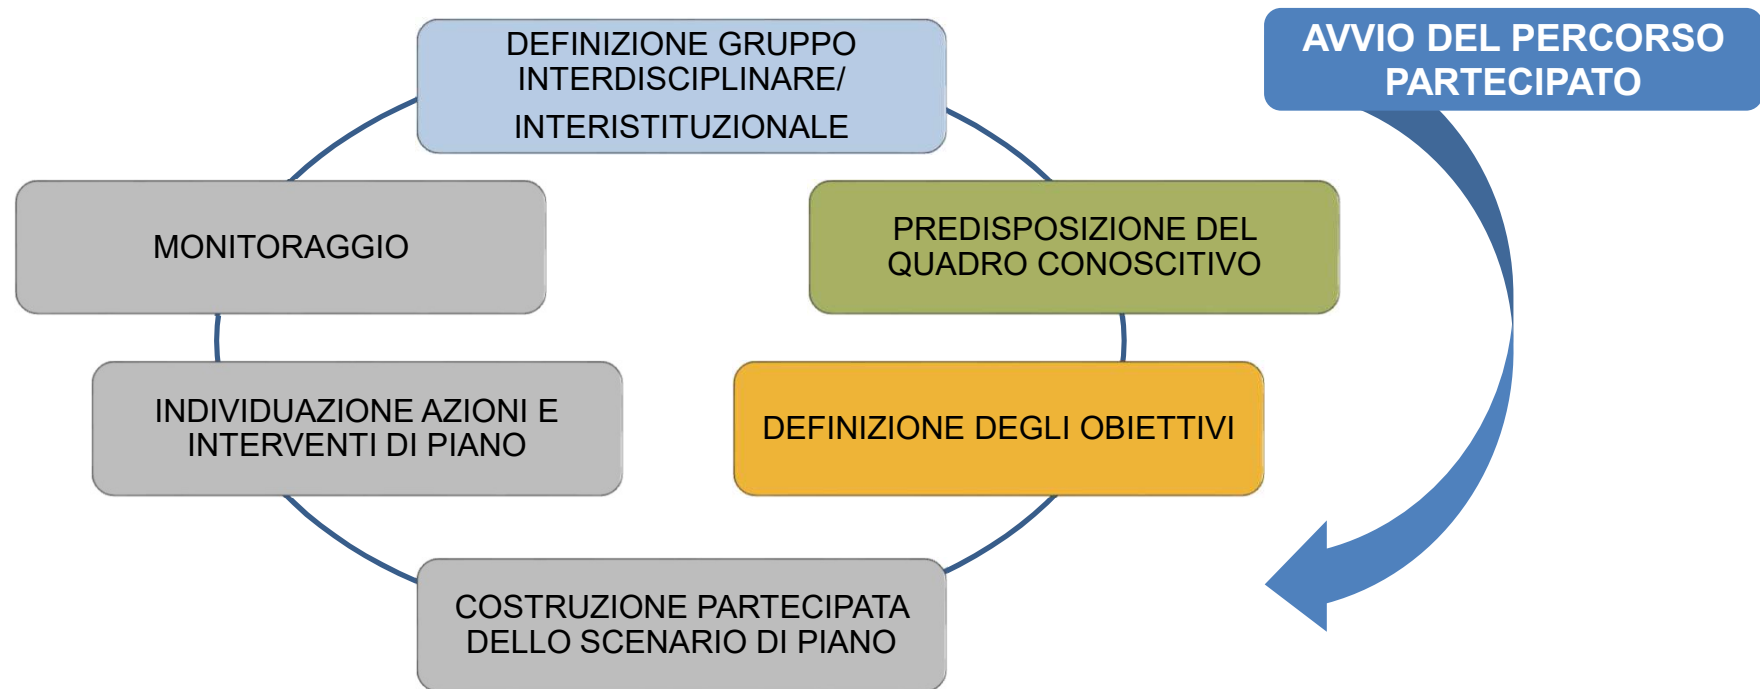 DEFINIZIONE GRUPPO
INTERDISCIPLINARE/
INTERISTITUZIONALE
AVVIO DEL PERCORSO
PARTECIPATO
MONITORAGGIO
PREDISPOSIZIONE DEL
QUADRO CONOSCITIVO
INDIVIDUAZIONE AZIONI E
INTERVENTI DI PIANO
DEFINIZIONE DEGLI OBIETTIVI
COSTRUZIONE PARTECIPATA
DELLO SCENARIO DI PIANO